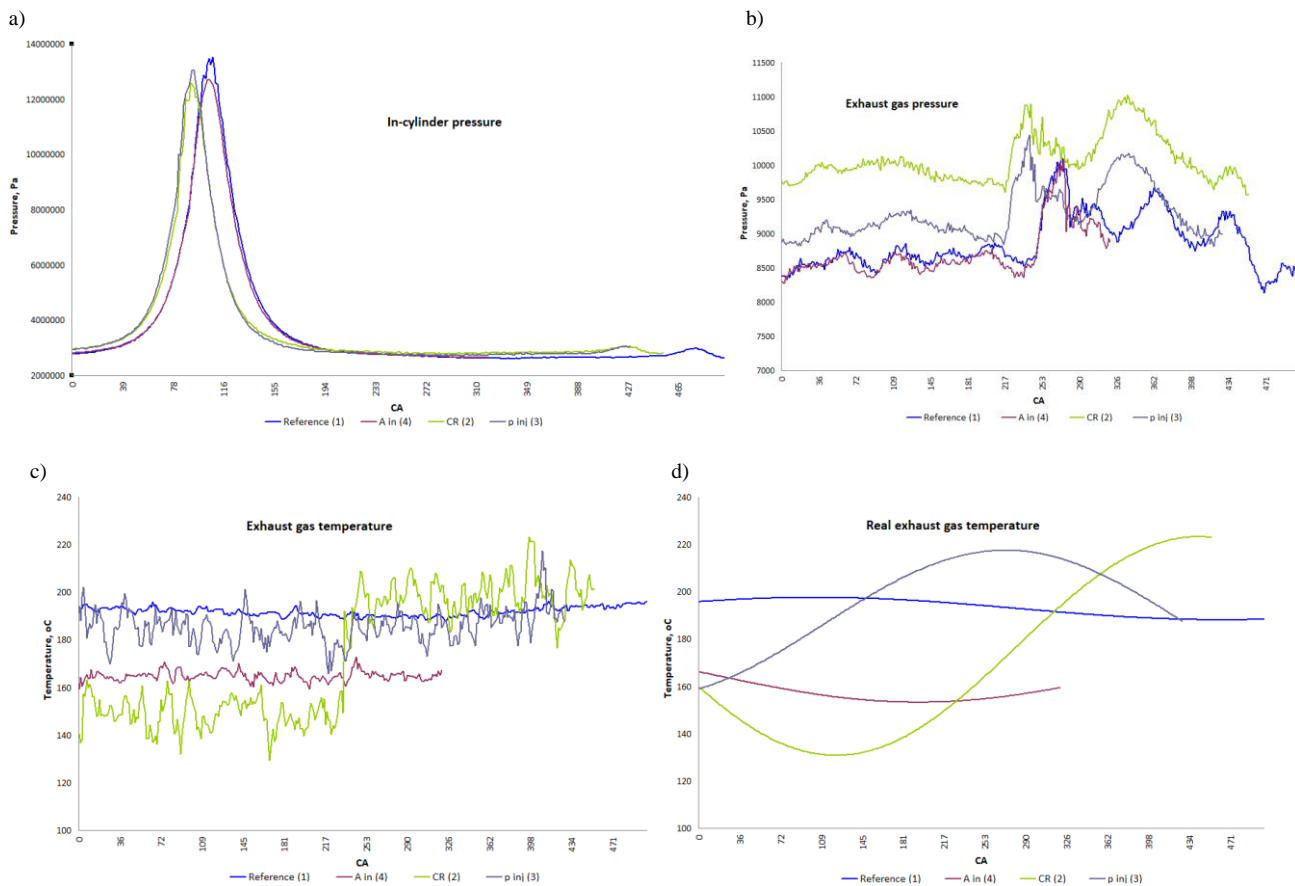 a)
In-cylinder pressure
Pressure, Pa
14000000
12000000
10000000
8000000
6000000
4000000
2000000
0 39 78 116 155 194 233 272 310 349 388 427 465
CA
Reference (1) A in (4) CR (2) p inj (3)
b)
Exhaust gas pressure
Pressure, Pa
11500
11000
10500
10000
9500
9000
8500
8000
7500
7000
0 36 72 109 145 181 217 253 290 326 362 398 434 471
CA
Reference (1) A in (4) CR (2) p inj (3)
c)
Exhaust gas temperature
Temperature, oC
240
220
200
180
160
140
120
100
0 36 72 109 145 181 217 253 290 326 362 398 434 471
CA
Reference (1) A in (4) CR (2) p inj (3)
d)
Real exhaust gas temperature
Temperature, oC
240
220
200
180
160
140
120
100
0 36 72 109 145 181 217 253 290 326 362 398 434 471
CA
Reference (1) A in (4) CR (2) p inj (3)